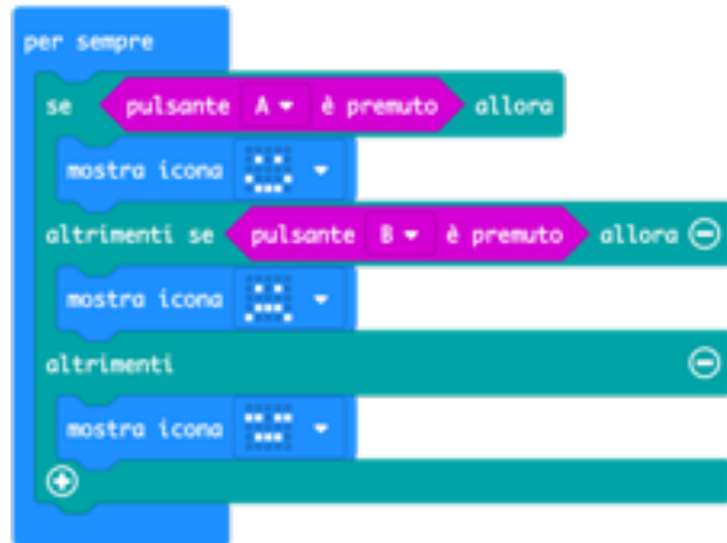 per sempre
se pulsante A è premuto allora
mostra icona
altrimenti se pulsante B è premuto allora
mostra icona
altrimenti
mostra icona